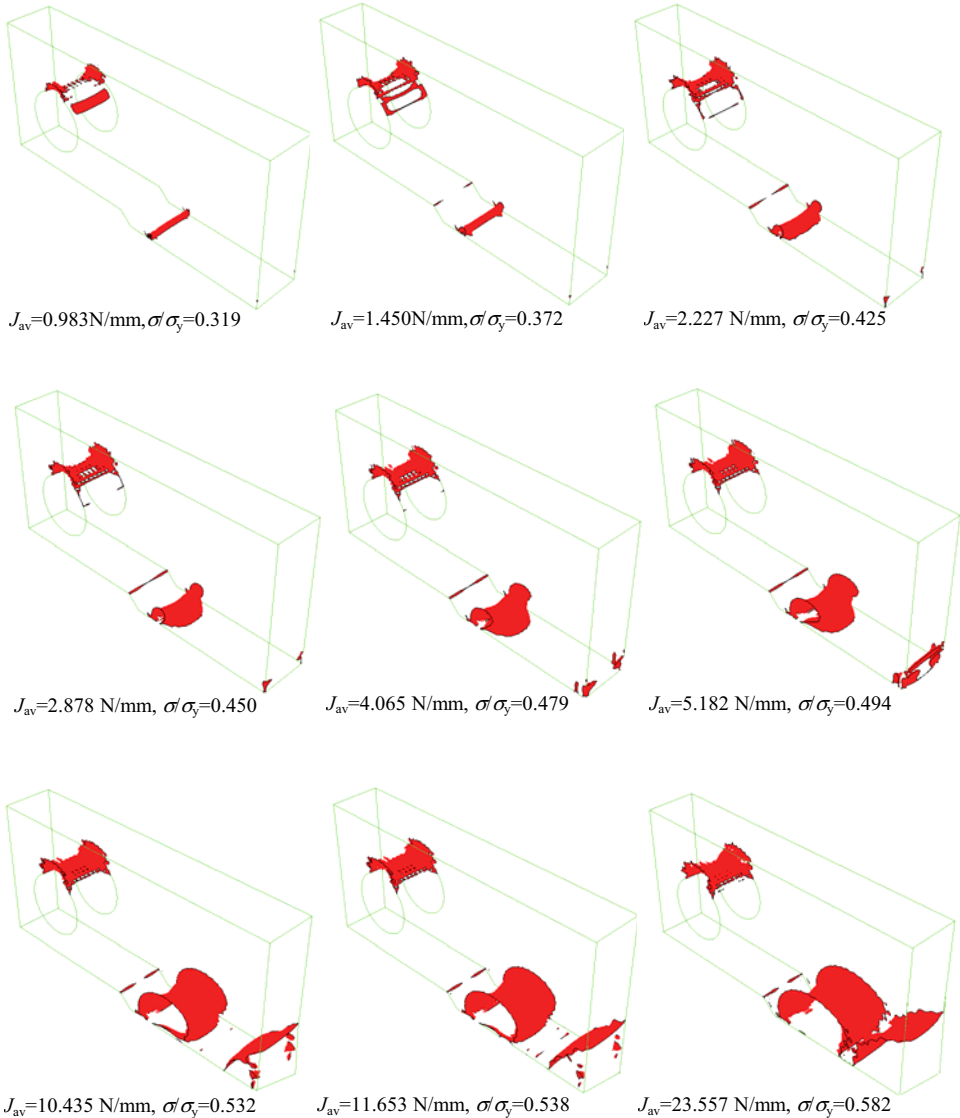 J_av=0.983N/mm,σ/σ_y=0.319
J_av=1.450N/mm,σ/σ_y=0.372
J_av=2.227 N/mm, σ/σ_y=0.425
J_av=2.878 N/mm, σ/σ_y=0.450
J_av=4.065 N/mm, σ/σ_y=0.479
J_av=5.182 N/mm, σ/σ_y=0.494
J_av=10.435 N/mm, σ/σ_y=0.532
J_av=11.653 N/mm, σ/σ_y=0.538
J_av=23.557 N/mm, σ/σ_y=0.582